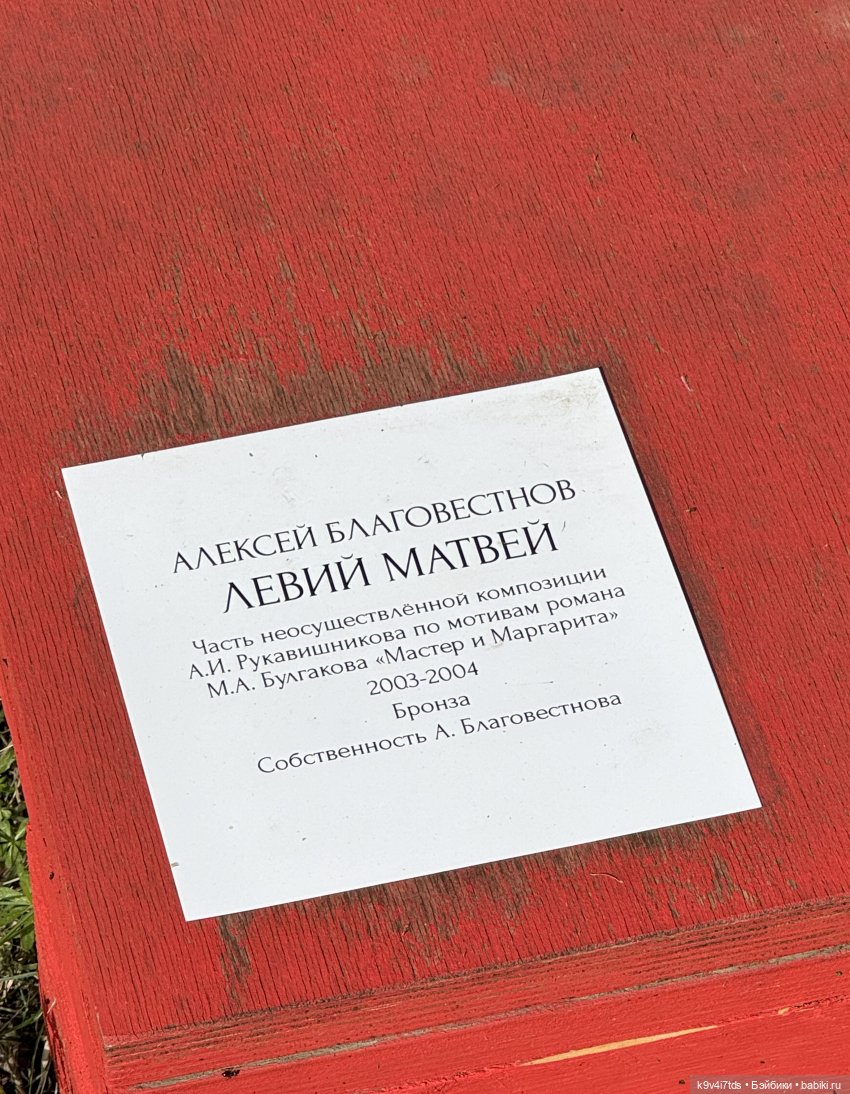 АЛЕКСЕЙ БЛАГОВЕСТНОВ
ЛЕВИЙ МАТВЕЙ
Часть неосуществлённой композиции
А.И. Рукавишникова по мотивам романа
М.А. Булгакова «Мастер и Маргарита»
2003-2004
Бронза
Собственность А. Благовестнова
k9v4i7tds • Бэйбики • babiki.ru